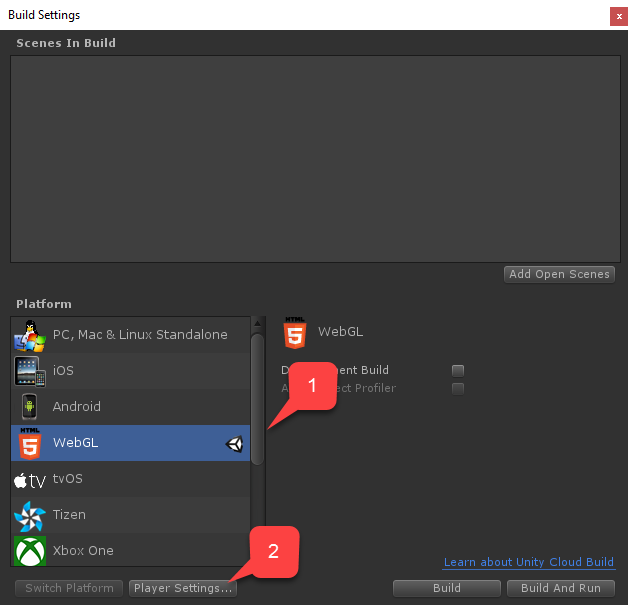 Build Settings
x
Scenes In Build
Add Open Scenes
Platform
PC, Mac & Linux Standalone
iOS
Android
HTML
5
WebGL
tv
tvOS
Tizen
Xbox One
HTML
5
WebGL
D ent Build
A ect Profiler
1
2
Learn about Unity Cloud Build
Switch Platform
Player Settings...
Build
Build And Run